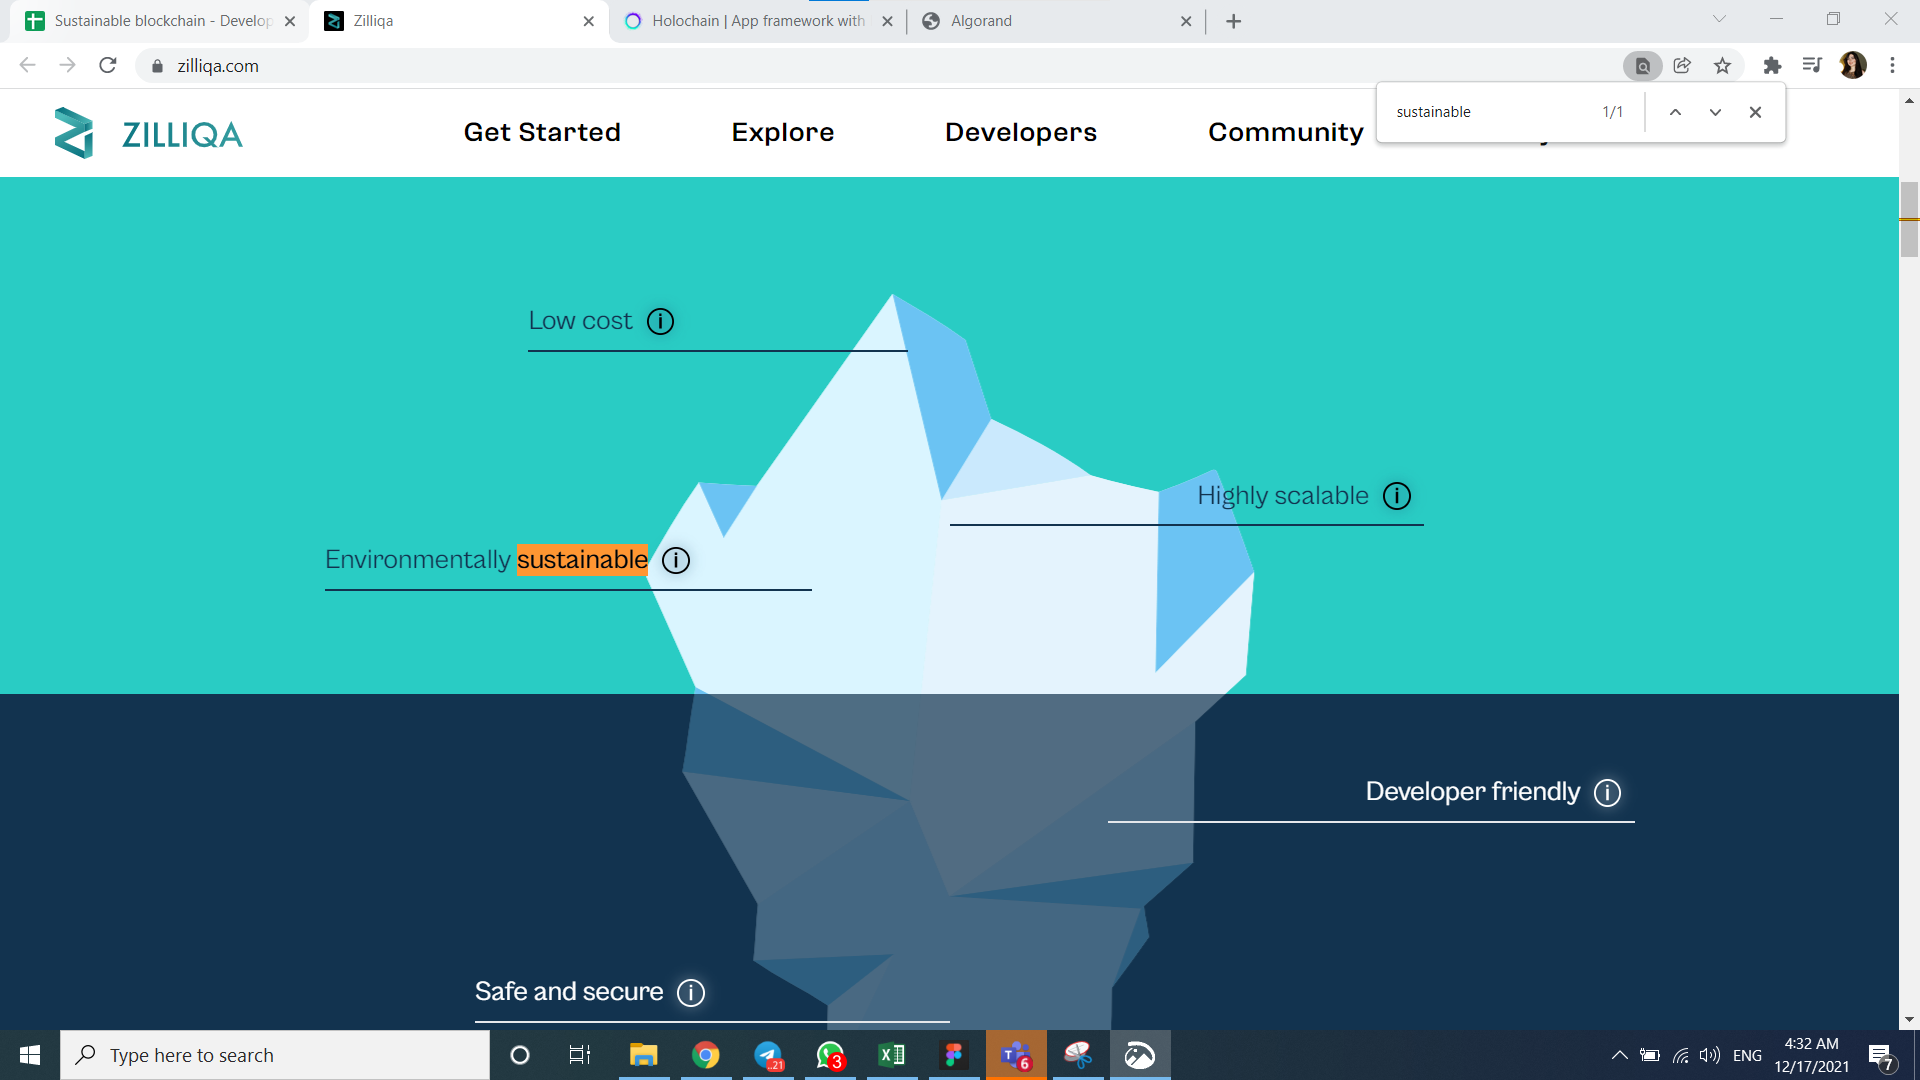 Sustainable blockchain - Develop
Zilliqa
Holochain | App framework with
Algorand
zilliqa.com
sustainable 1/1
ZILLIQA
Get Started
Explore
Developers
Community
Low cost
Highly scalable
Environmentally sustainable
Developer friendly
Safe and secure
Type here to search
..21
3
6
ENG
4:32 AM
12/17/2021
7